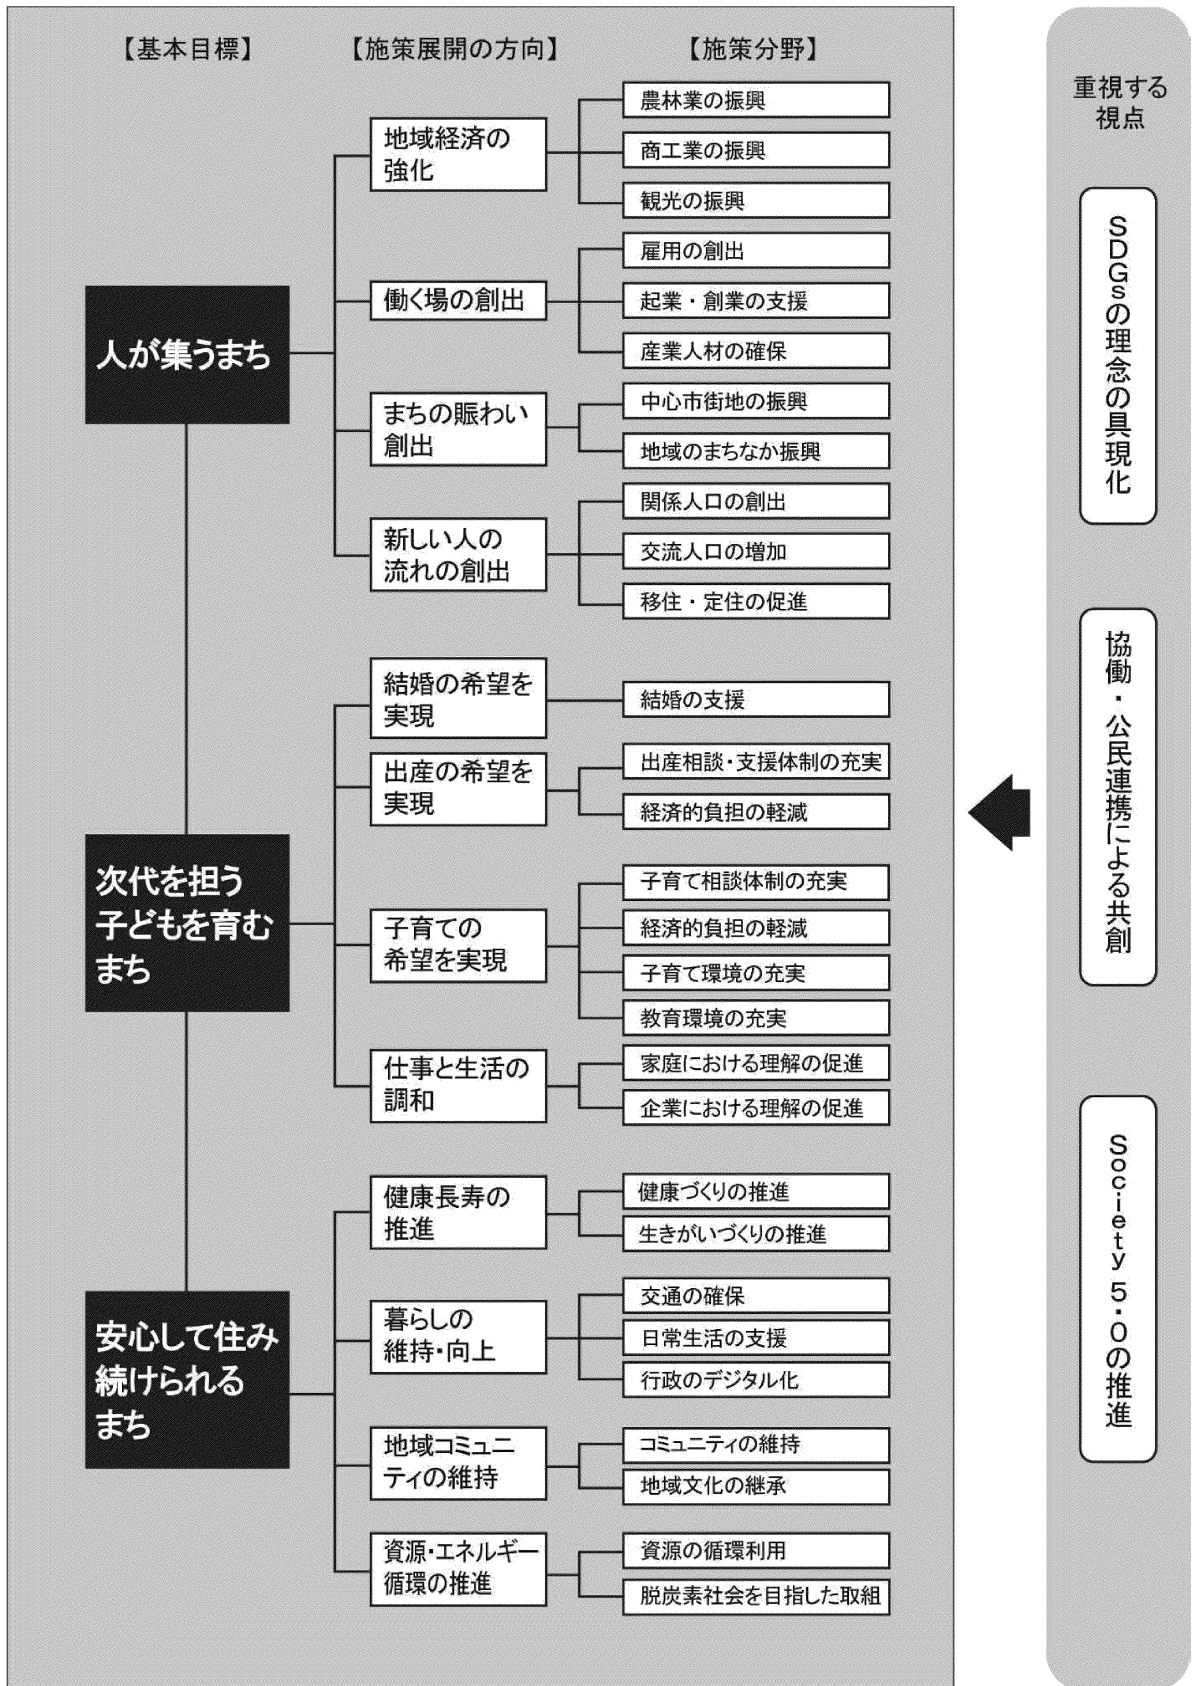 【基本目標】
【施策展開の方向】
【施策分野】
人が集うまち
地域経済の
強化
農林業の振興
商工業の振興
観光の振興
働く場の創出
雇用の創出
起業・創業の支援
産業人材の確保
まちの賑わい
創出
中心市街地の振興
地域のまちなか振興
新しい人の
流れの創出
関係人口の創出
交流人口の増加
移住・定住の促進
次代を担う
子どもを育む
まち
結婚の希望を
実現
結婚の支援
出産の希望を
実現
出産相談・支援体制の充実
経済的負担の軽減
子育ての
希望を実現
子育て相談体制の充実
経済的負担の軽減
子育て環境の充実
教育環境の充実
仕事と生活の
調和
家庭における理解の促進
企業における理解の促進
安心して住み
続けられる
まち
健康長寿の
推進
健康づくりの推進
生きがいづくりの推進
暮らしの
維持・向上
交通の確保
日常生活の支援
行政のデジタル化
地域コミュニ
ティの維持
コミュニティの維持
地域文化の継承
資源・エネルギー
循環の推進
資源の循環利用
脱炭素社会を目指した取組
重視する
視点
SDGsの理念の具現化
協働・公民連携による共創
Society 5・0の推進